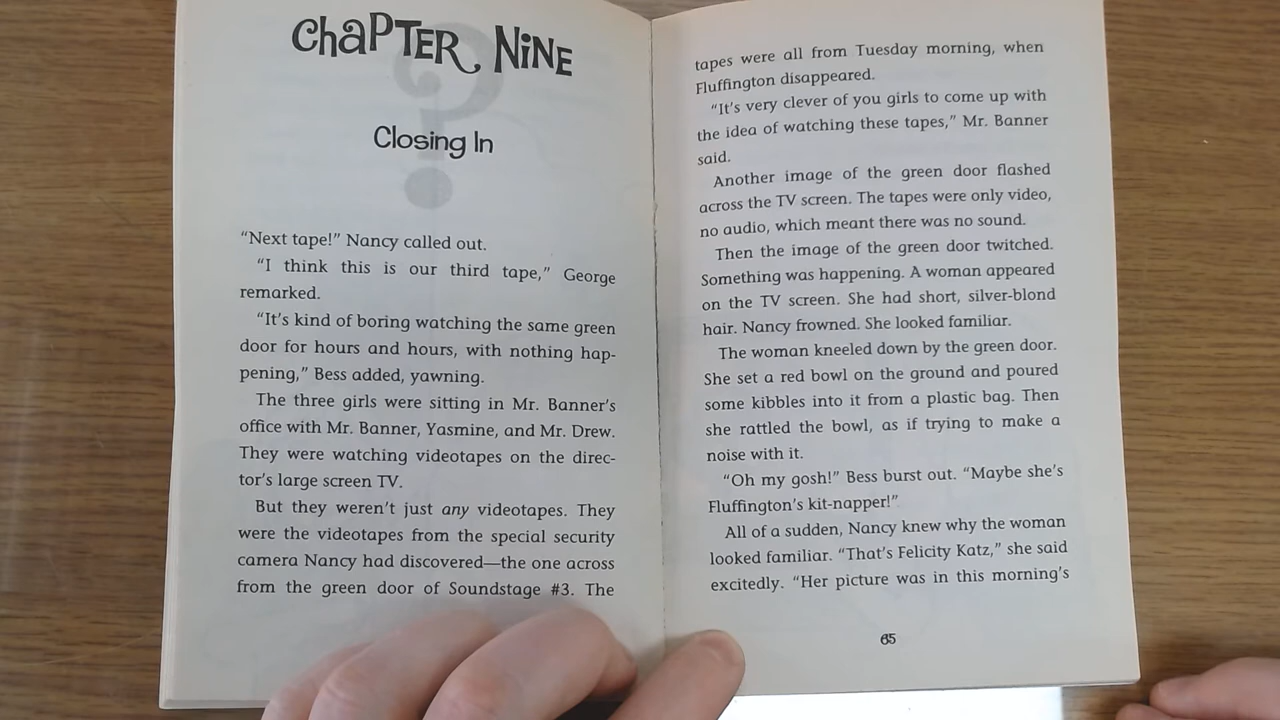 ChaPTER NiNE
Closing In
“Next tape!” Nancy called out.
“I think this is our third tape,” George
remarked.
“It’s kind of boring watching the same green
door for hours and hours, with nothing hap-
pening,” Bess added, yawning.
The three girls were sitting in Mr. Banner’s
office with Mr. Banner, Yasmine, and Mr. Drew.
They were watching videotapes on the direc-
tor’s large screen TV.
But they weren’t just any videotapes. They
were the videotapes from the special security
camera Nancy had discovered—the one across
from the green door of Soundstage #3. The
tapes were all from Tuesday morning, when
Fluffington disappeared.
“It’s very clever of you girls to come up with
the idea of watching these tapes,” Mr. Banner
said.
Another image of the green door flashed
across the TV screen. The tapes were only video,
no audio, which meant there was no sound.
Then the image of the green door twitched.
Something was happening. A woman appeared
on the TV screen. She had short, silver-blond
hair. Nancy frowned. She looked familiar.
The woman kneeled down by the green door.
She set a red bowl on the ground and poured
some kibbles into it from a plastic bag. Then
she rattled the bowl, as if trying to make a
noise with it.
“Oh my gosh!” Bess burst out. “Maybe she’s
Fluffington’s kit-napper!”
All of a sudden, Nancy knew why the woman
looked familiar. “That’s Felicity Katz,” she said
excitedly. “Her picture was in this morning’s
65